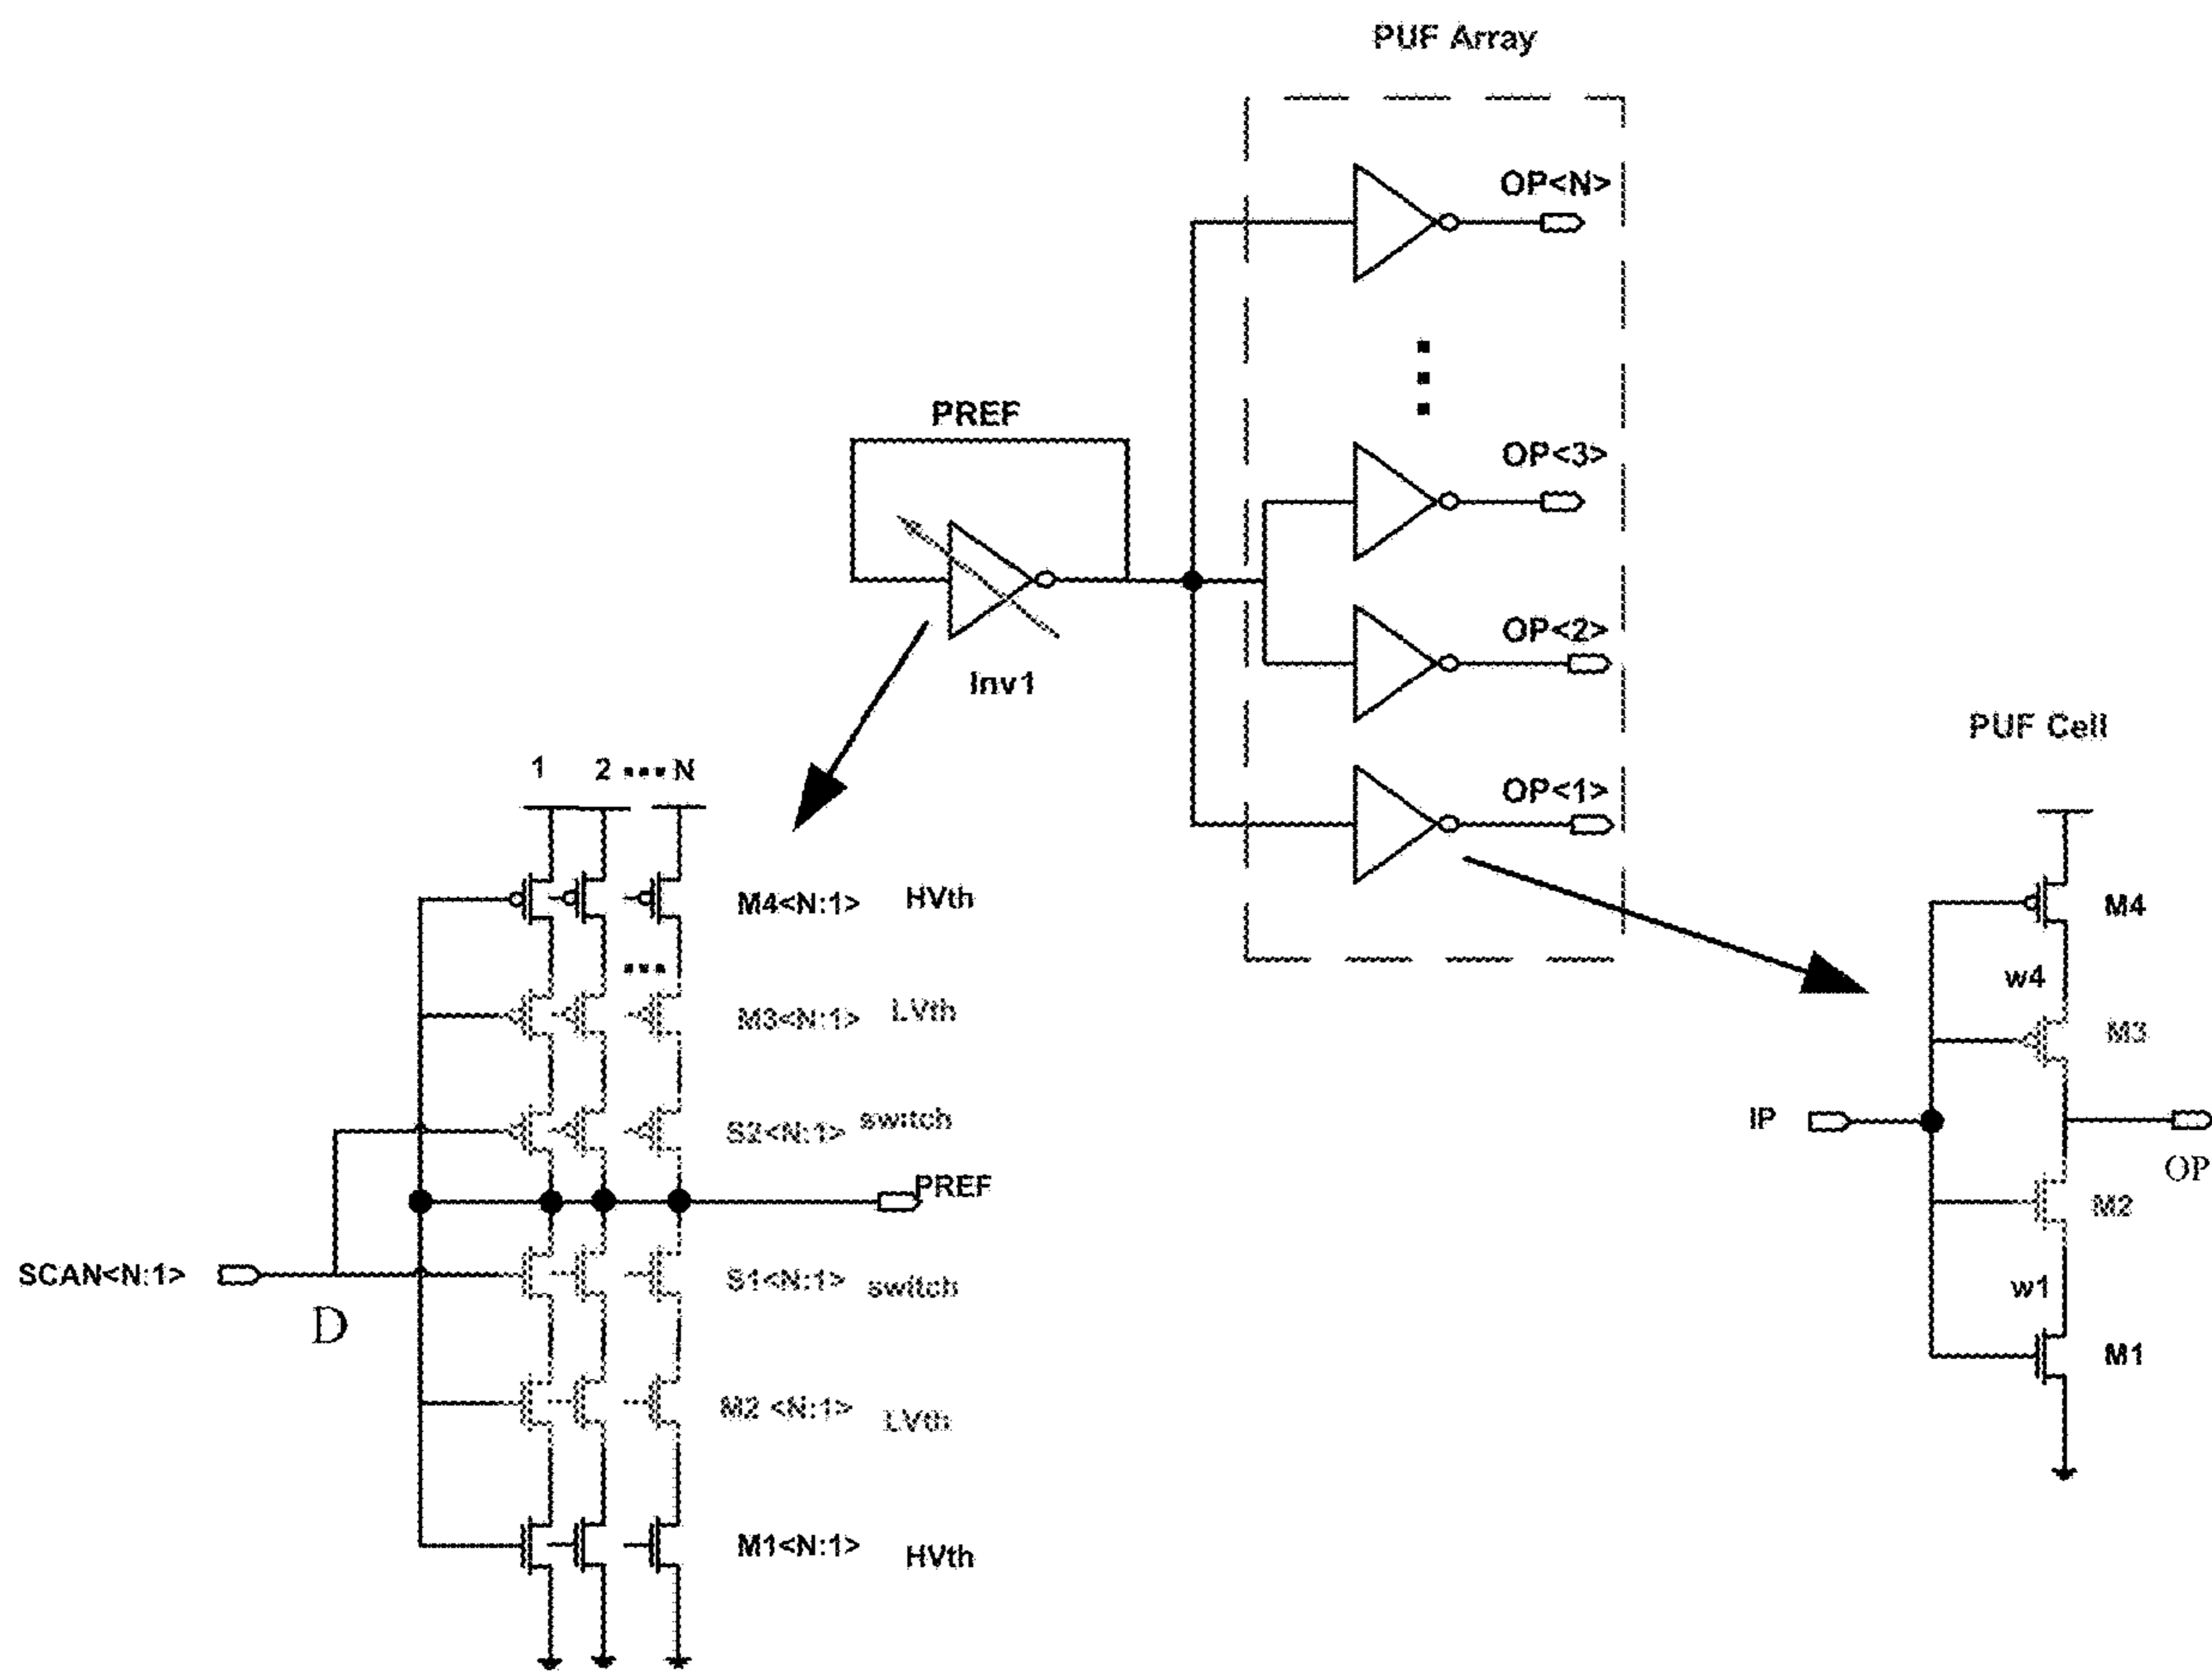 PUF Array
OP<N>
PREF
OP<3>
OP<2>
Inv1
OP<1>
PUF Cell
1 2 ▪▪▪ N
M4<N:1> HVth
M3<N:1> LVth
S2<N:1> switch
PREF
SCAN<N:1>
D
S1<N:1> switch
M2 <N:1> LVth
M1<N:1> HVth
M4
w4
M3
IP
OP
M2
w1
M1